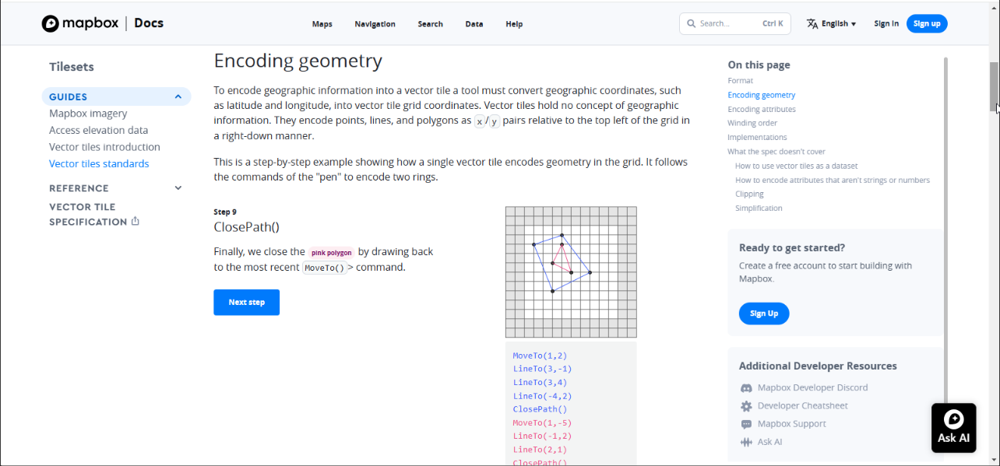 mapbox | Docs
Maps
Navigation
Search
Data
Help
Search...
Ctrl K
English
Sign In
Sign up
Tilesets
GUIDES
Mapbox imagery
Access elevation data
Vector tiles introduction
Vector tiles standards
REFERENCE
VECTOR TILE
SPECIFICATION
Encoding geometry
To encode geographic information into a vector tile a tool must convert geographic coordinates, such
as latitude and longitude, into vector tile grid coordinates. Vector tiles hold no concept of geographic
information. They encode points, lines, and polygons as x/y pairs relative to the top left of the grid in
a right-down manner.
This is a step-by-step example showing how a single vector tile encodes geometry in the grid. It follows
the commands of the "pen" to encode two rings.
Step 9
ClosePath()
Finally, we close the pink polygon by drawing back
to the most recent MoveTo()> command.
Next step
MoveTo(1,2)
LineTo(3,-1)
LineTo(3,4)
LineTo(-4,2)
ClosePath()
MoveTo(1,-5)
LineTo(-1,2)
LineTo(2,1)
ClosePath()
On this page
Format
Encoding geometry
Encoding attributes
Winding order
Implementations
What the spec doesn't cover
How to use vector tiles as a dataset
How to encode attributes that aren't strings or numbers
Clipping
Simplification
Ready to get started?
Create a free account to start building with
Mapbox.
Sign Up
Additional Developer Resources
Mapbox Developer Discord
Developer Cheatsheet
Mapbox Support
Ask AI
Ask AI